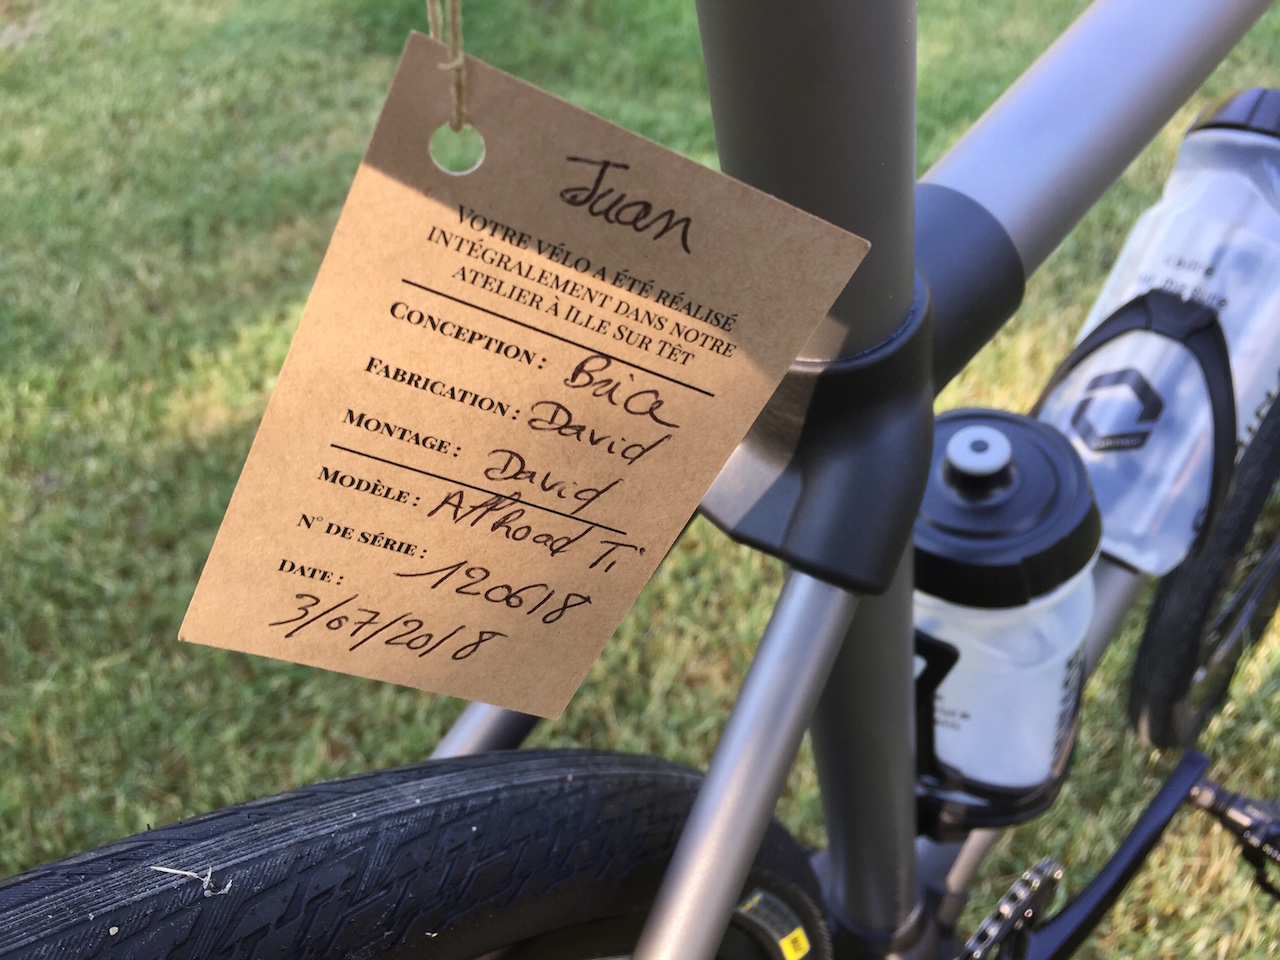 Juan
VOTRE VÉLO A ÉTÉ RÉALISÉ
INTÉGRALEMENT DANS NOTRE
ATELIER À ILLE SUR TÊT
CONCEPTION : Brice
FABRICATION : David
MONTAGE : David
MODÈLE : AllRoad Ti
N° DE SÉRIE : 120618
DATE :
3/07/2018